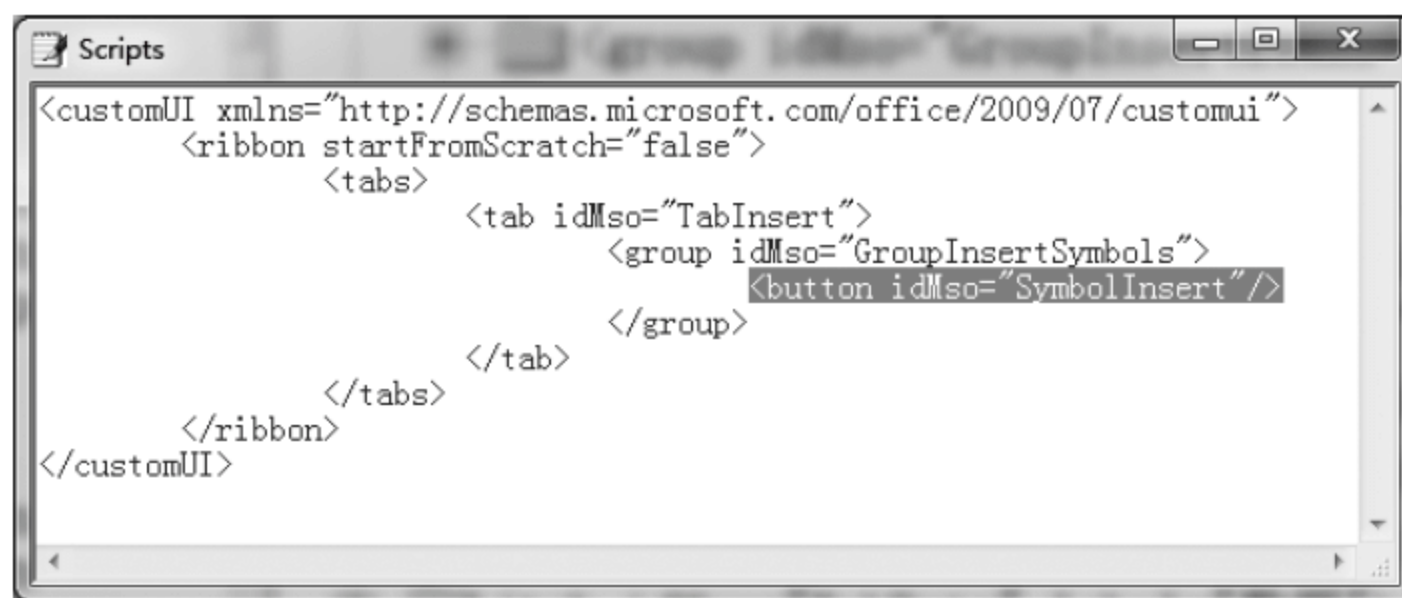 Scripts
<customUI xmlns="http://schemas.microsoft.com/office/2009/07/customui">
<ribbon startFromScratch="false">
<tabs>
<tab idMso="TabInsert">
<group idMso="GroupInsertSymbols">
<button idMso="SymbolInsert"/>
</group>
</tab>
</tabs>
</ribbon>
</customUI>